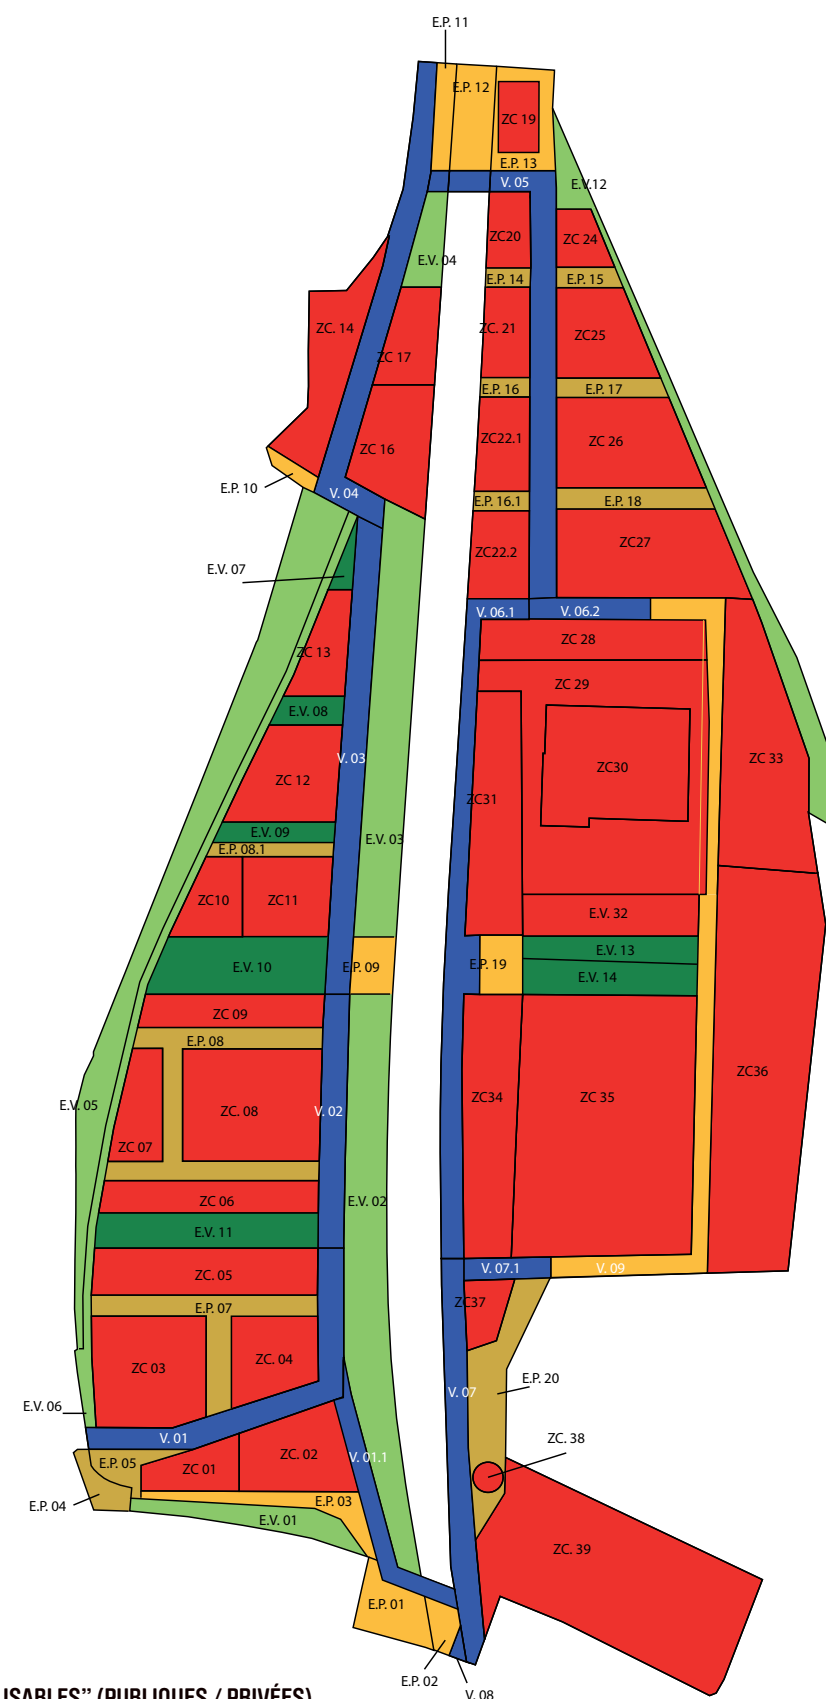 E.P. 11
E.P. 12
ZC 19
E.P. 13
V. 05
E.V.12
ZC20
ZC 24
E.V. 04
E.P. 14
E.P. 15
ZC. 14
ZC. 21
ZC25
ZC 17
E.P. 16
E.P. 17
ZC22.1
ZC 26
ZC 16
E.P. 10
V. 04
E.P. 16.1
E.P. 18
ZC22.2
ZC27
E.V. 07
V. 06.1
V. 06.2
ZC 28
ZC 13
ZC 29
E.V. 08
V. 03
ZC 33
ZC30
ZC 12
ZC31
E.V. 09
E.V. 03
E.P. 08.1
ZC10
ZC11
E.V. 32
E.V. 13
E.V. 10
E.P. 09
E.P. 19
E.V. 14
ZC 09
E.P. 08
ZC36
E.V. 05
ZC. 08
V. 02
ZC34
ZC 35
ZC 07
ZC 06
E.V. 02
E.V. 11
ZC. 05
V. 07.1
V. 09
E.P. 07
ZC37
ZC 03
ZC. 04
E.P. 20
V. 07
E.V. 06
V. 01
ZC. 38
E.P. 05
ZC 01
ZC. 02
V. 01.1
E.P. 04
E.P. 03
E.V. 01
ZC. 39
E.P. 01
E.P. 02
V. 08
ISABLES” (PUBLIQUES / PRIVÉES)